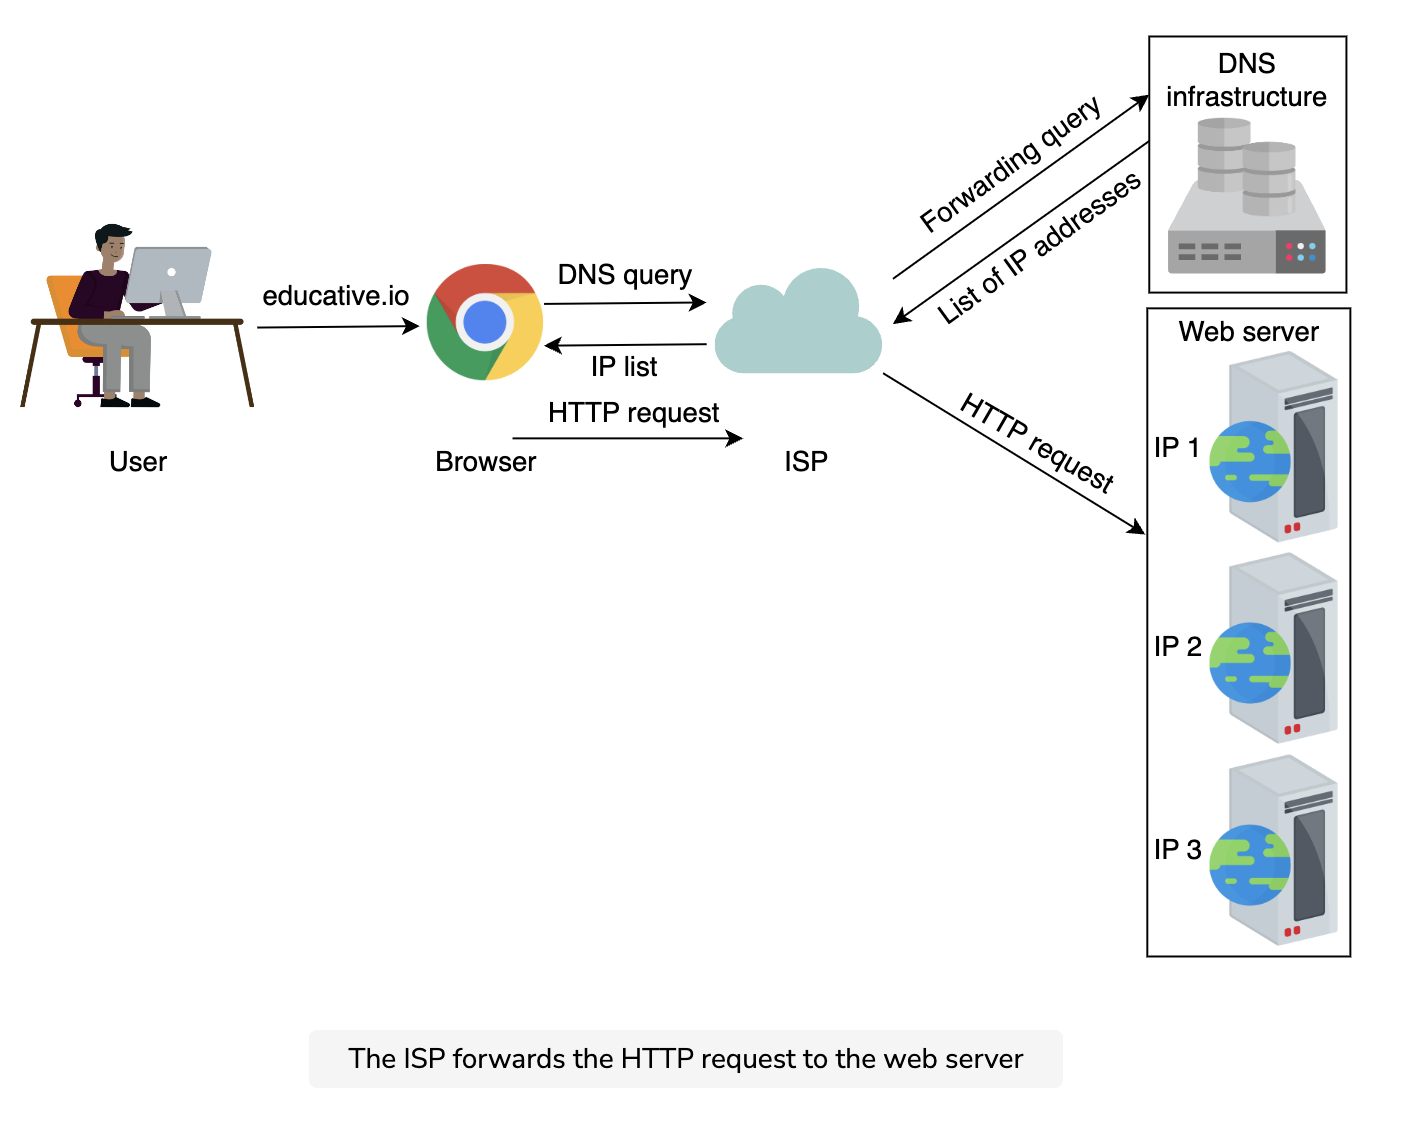 DNS
infrastructure
Forwarding query
List of IP addresses
educative.io
DNS query
IP list
HTTP request
User
Browser
ISP
HTTP request
Web server
IP 1
IP 2
IP 3
The ISP forwards the HTTP request to the web server